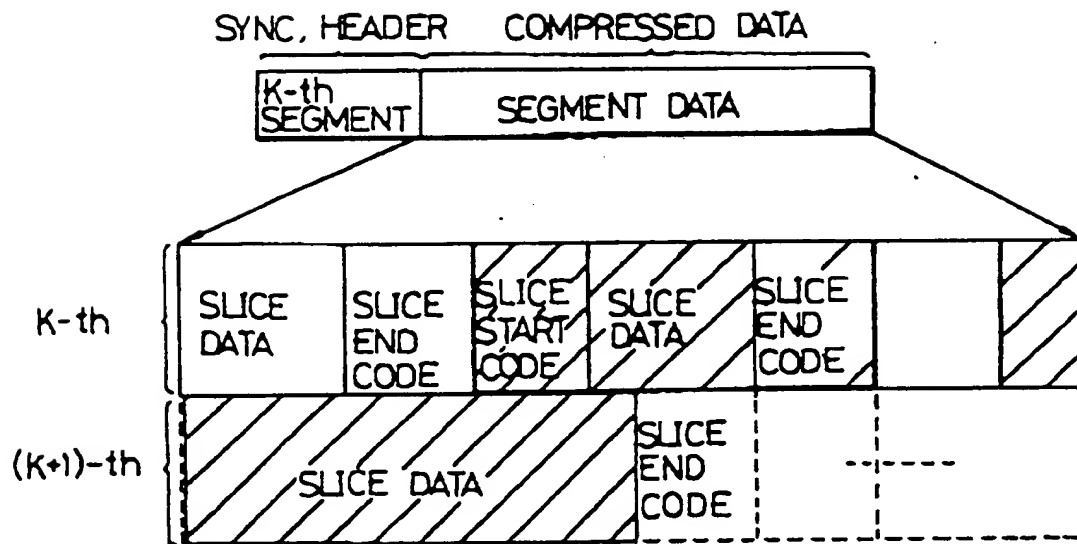 SYNC, HEADER COMPRESSED DATA
K-th
SEGMENT
SEGMENT DATA
K-th
SLICE
DATA
SLICE
END
CODE
SLICE
START
CODE
SLICE
DATA
SLICE
END
CODE
(K+1)-th
SLICE DATA
SLICE
END
CODE